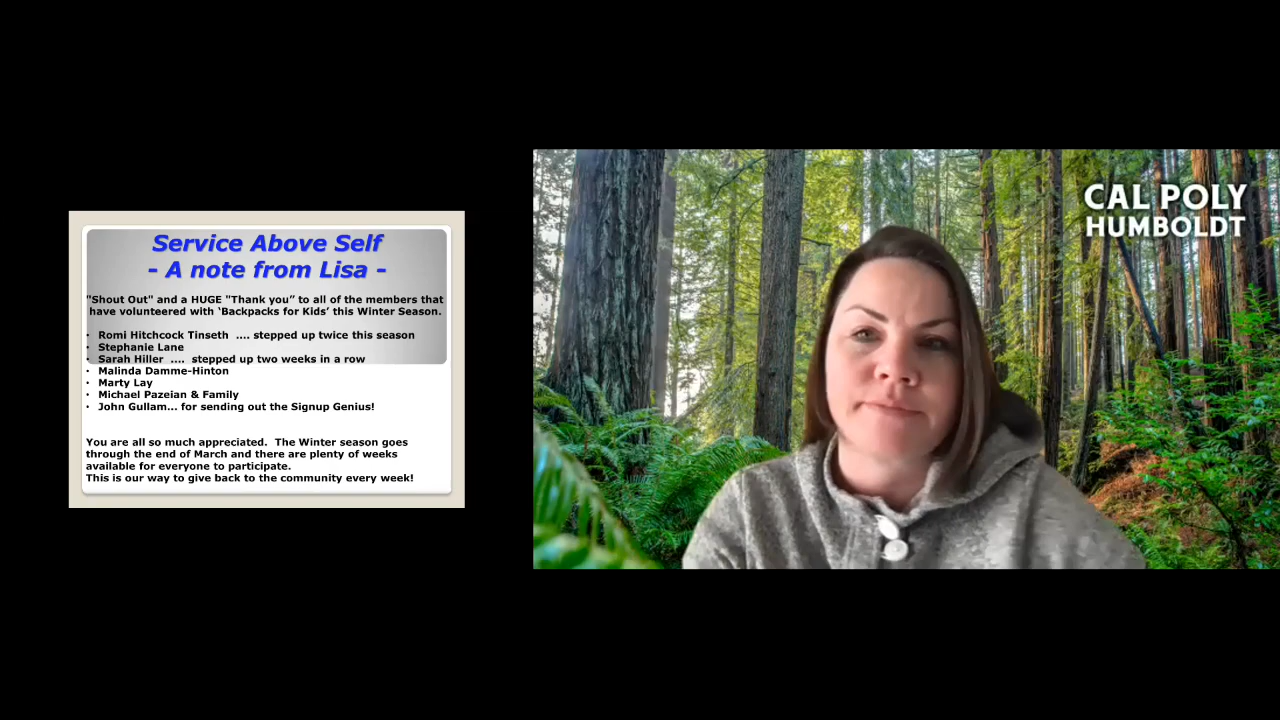 Service Above Self
- A note from Lisa -
"Shout Out" and a HUGE "Thank you” to all of the members that
have volunteered with ‘Backpacks for Kids’ this Winter Season.
• Romi Hitchcock Tinseth .... stepped up twice this season
• Stephanie Lane
• Sarah Hiller .... stepped up two weeks in a row
• Malinda Damme-Hinton
• Marty Lay
• Michael Pazeian & Family
• John Gullam... for sending out the Signup Genius!
You are all so much appreciated. The Winter season goes
through the end of March and there are plenty of weeks
available for everyone to participate.
This is our way to give back to the community every week!
CAL POLY
HUMBOLDT